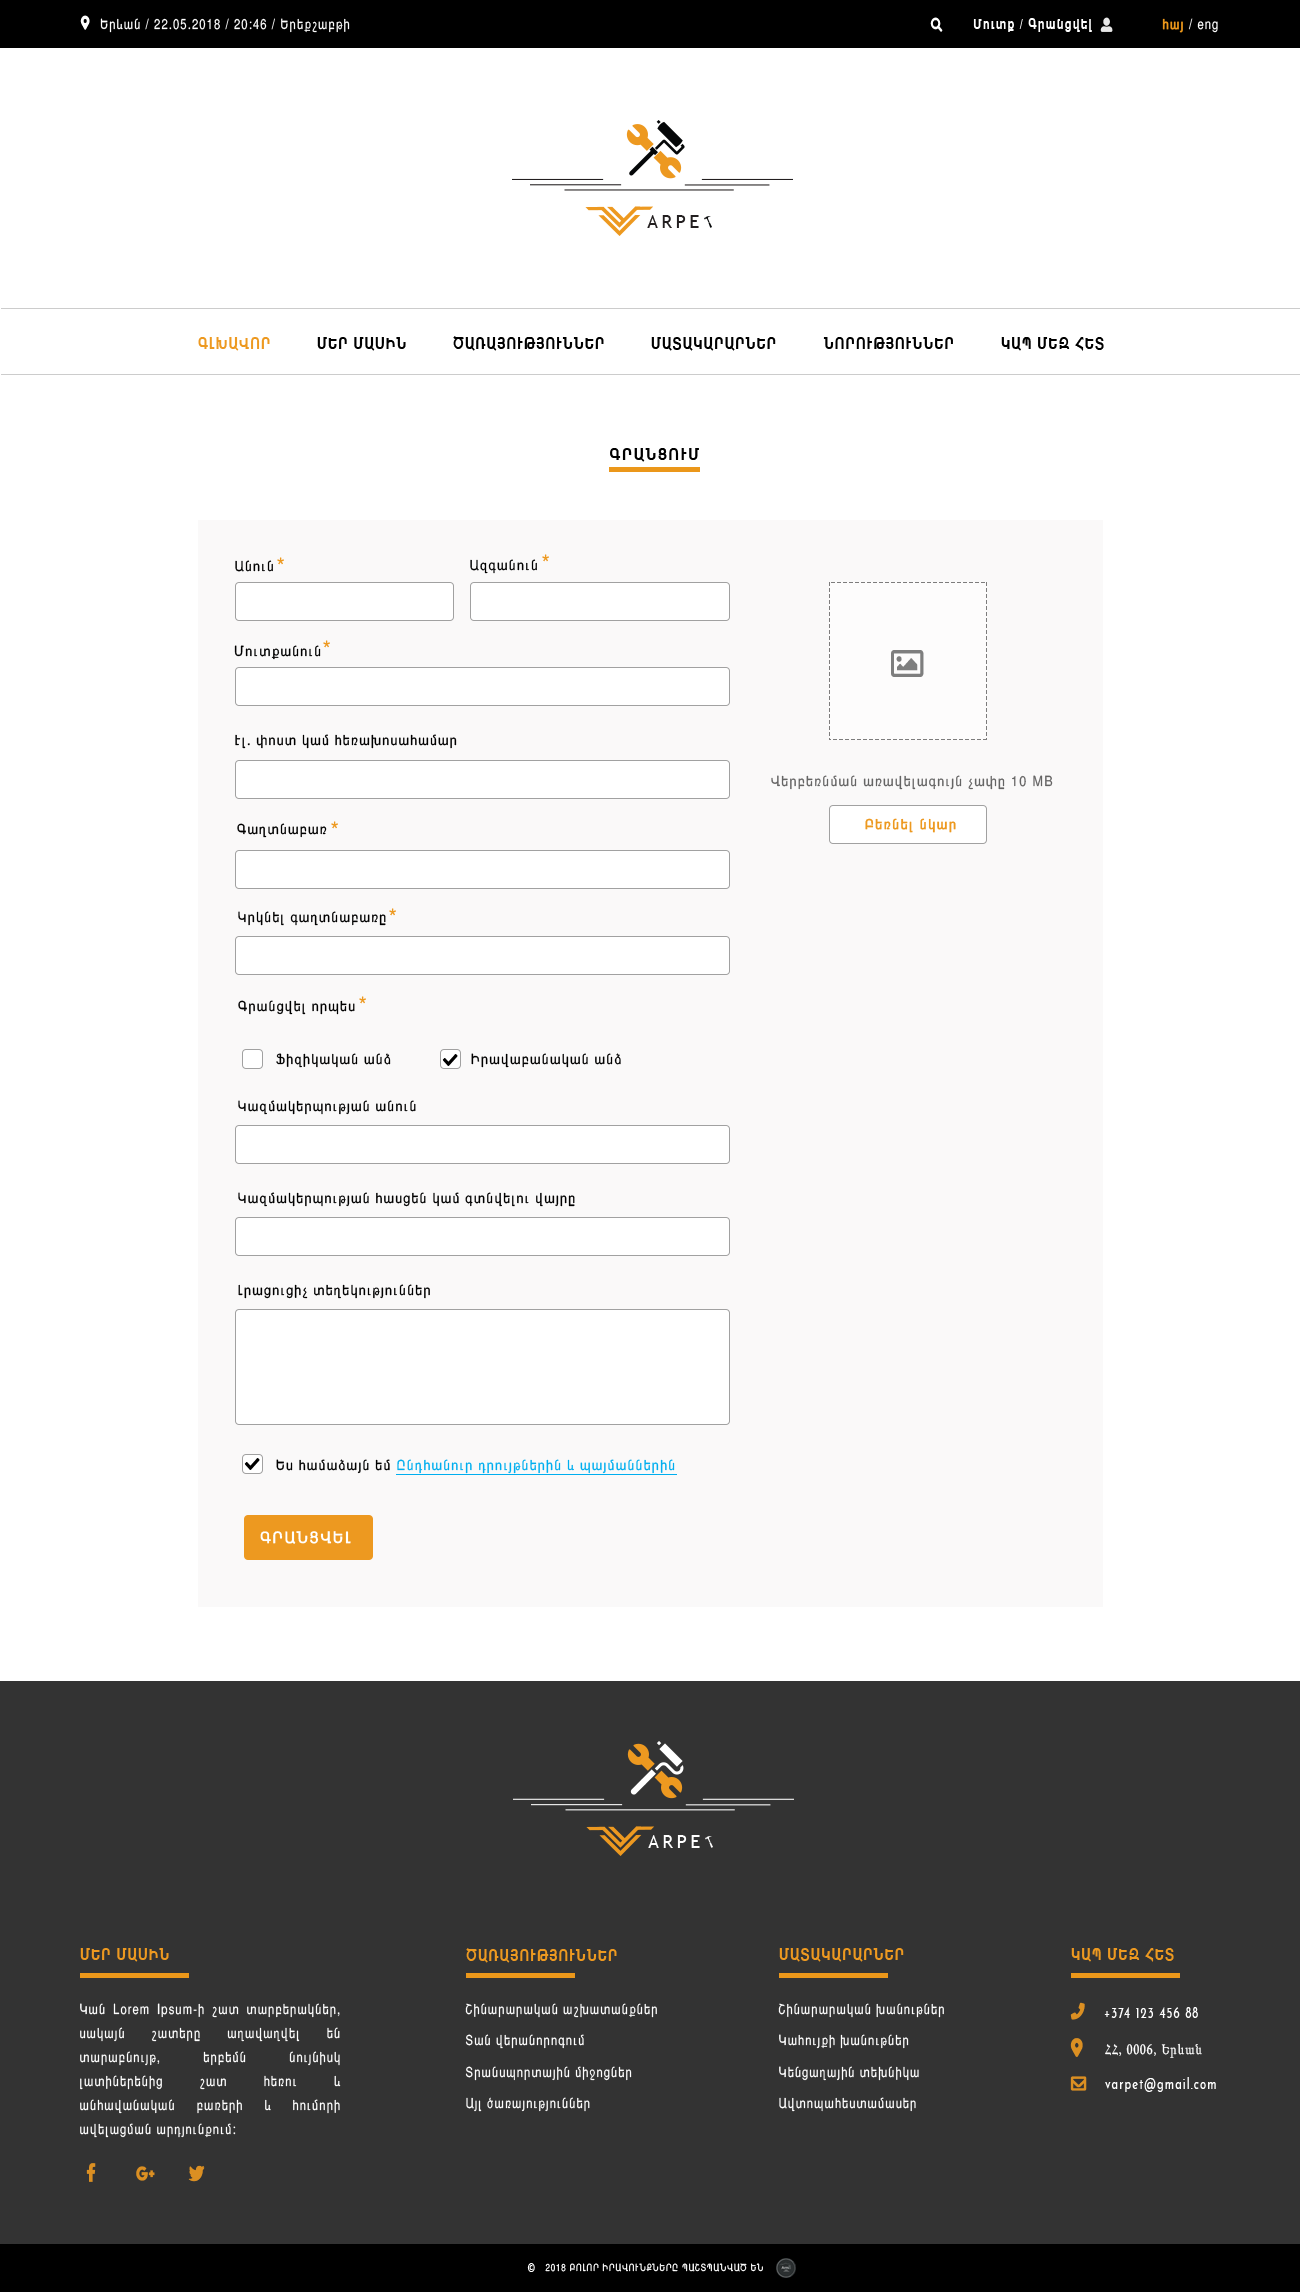 Երևան / 22.05.2018 / 20:46 / Երեքշաբթի
Մուտք / Գրանցվել
հայ / eng
ARPET
ԳԼԽԱՎՈՐ ՄԵՐ ՄԱՍԻՆ ԾԱՌԱՅՈՒԹՅՈՒՆՆԵՐ ՄԱՏԱԿԱՐԱՐՆԵՐ ՆՈՐՈՒԹՅՈՒՆՆԵՐ ԿԱՊ ՄԵԶ ՀԵՏ
ԳՐԱՆՑՈՒՄ
Անուն* Ազգանուն *
Մուտքանուն*
էլ. փոստ կամ հեռախոսահամար
Վերբեռնման առավելագույն չափը 10 MB
Բեռնել նկար
Գաղտնաբառ *
Կրկնել գաղտնաբառը*
Գրանցվել որպես *
Ֆիզիկական անձ Իրավաբանական անձ
Կազմակերպության անուն
Կազմակերպության հասցեն կամ գտնվելու վայրը
Լրացուցիչ տեղեկություններ
Ես համաձայն եմ Ընդհանուր դրույթներին և պայմաններին
ԳՐԱՆՑՎԵԼ
ARPET
ՄԵՐ ՄԱՍԻՆ
Կան Lorem Ipsum-ի շատ տարբերակներ,
սակայն շատերը աղավաղվել են
տարաբնույթ, երբեմն նույնիսկ
լատիներենից շատ հեռու և
անհավանական բառերի և հումորի
ավելացման արդյունքում:
ԾԱՌԱՅՈՒԹՅՈՒՆՆԵՐ
Շինարարական աշխատանքներ
Տան վերանորոգում
Տրանսպորտային միջոցներ
Այլ ծառայություններ
ՄԱՏԱԿԱՐԱՐՆԵՐ
Շինարարական խանութներ
Կահույքի խանութներ
Կենցաղային տեխնիկա
Ավտոպահեստամասեր
ԿԱՊ ՄԵԶ ՀԵՏ
+374 123 456 88
ՀՀ, 0006, Երևան
varpet@gmail.com
© 2018 ԲՈԼՈՐ ԻՐԱՎՈՒՆՔՆԵՐԸ ՊԱՇՏՊԱՆՎԱԾ ԵՆ